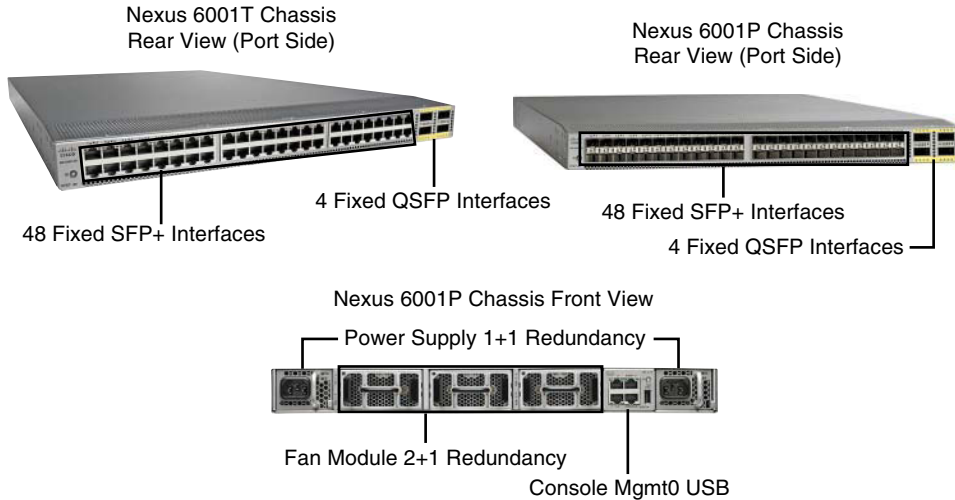 Nexus 6001T Chassis
Rear View (Port Side)
Nexus 6001P Chassis
Rear View (Port Side)
4 Fixed QSFP Interfaces
48 Fixed SFP+ Interfaces
48 Fixed SFP+ Interfaces
4 Fixed QSFP Interfaces
Nexus 6001P Chassis Front View
Power Supply 1+1 Redundancy
Fan Module 2+1 Redundancy
Console Mgmt0 USB